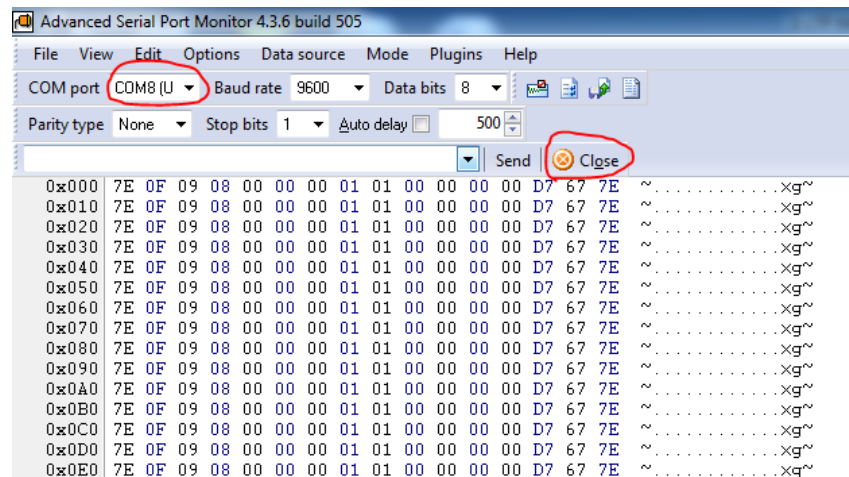 Advanced Serial Port Monitor 4.3.6 build 505
File View Edit Options Data source Mode Plugins Help
COM port COM8 (U Baud rate 9600 Data bits 8
Parity type None Stop bits 1 Auto delay 500
Send Close
0x000 7E 0F 09 08 00 00 00 01 01 00 00 00 00 D7 67 7E ~............×g~
0x010 7E 0F 09 08 00 00 00 01 01 00 00 00 00 D7 67 7E ~............×g~
0x020 7E 0F 09 08 00 00 00 01 01 00 00 00 00 D7 67 7E ~............×g~
0x030 7E 0F 09 08 00 00 00 01 01 00 00 00 00 D7 67 7E ~............×g~
0x040 7E 0F 09 08 00 00 00 01 01 00 00 00 00 D7 67 7E ~............×g~
0x050 7E 0F 09 08 00 00 00 01 01 00 00 00 00 D7 67 7E ~............×g~
0x060 7E 0F 09 08 00 00 00 01 01 00 00 00 00 D7 67 7E ~............×g~
0x070 7E 0F 09 08 00 00 00 01 01 00 00 00 00 D7 67 7E ~............×g~
0x080 7E 0F 09 08 00 00 00 01 01 00 00 00 00 D7 67 7E ~............×g~
0x090 7E 0F 09 08 00 00 00 01 01 00 00 00 00 D7 67 7E ~............×g~
0x0A0 7E 0F 09 08 00 00 00 01 01 00 00 00 00 D7 67 7E ~............×g~
0x0B0 7E 0F 09 08 00 00 00 01 01 00 00 00 00 D7 67 7E ~............×g~
0x0C0 7E 0F 09 08 00 00 00 01 01 00 00 00 00 D7 67 7E ~............×g~
0x0D0 7E 0F 09 08 00 00 00 01 01 00 00 00 00 D7 67 7E ~............×g~
0x0E0 7E 0F 09 08 00 00 00 01 01 00 00 00 00 D7 67 7E ~............×g~